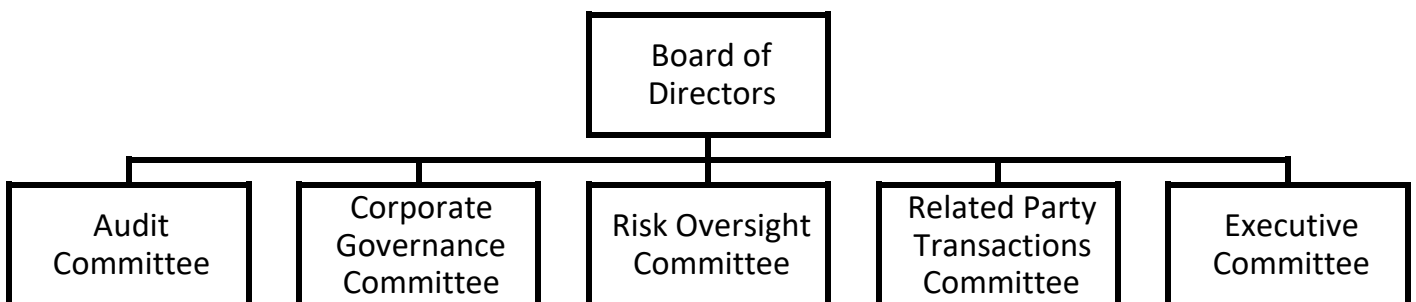 Board of
Directors
Audit
Committee
Corporate
Governance
Committee
Risk Oversight
Committee
Related Party
Transactions
Committee
Executive
Committee